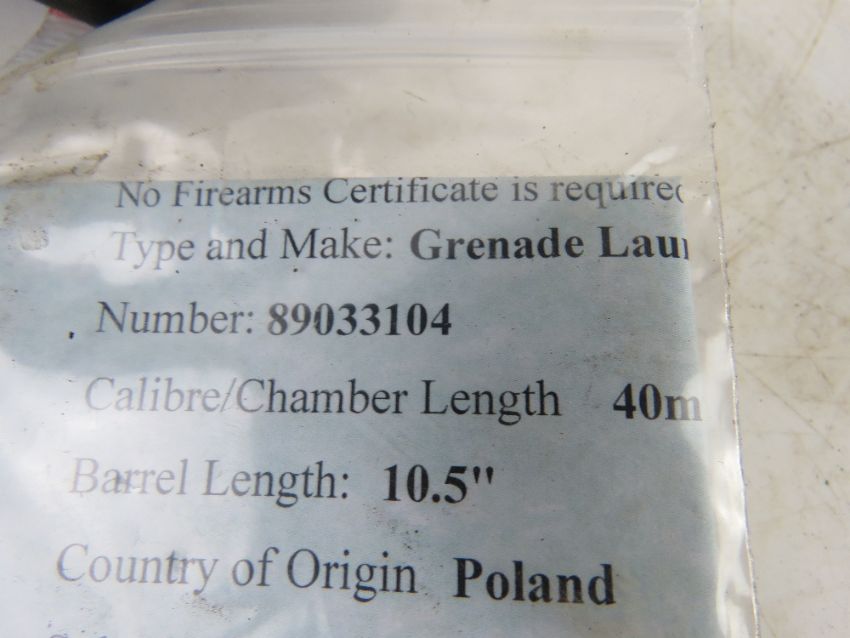 No Firearms Certificate is required
Type and Make: Grenade Lau
Number: 89033104
Calibre/Chamber Length 40m
Barrel Length: 10.5"
Country of Origin Poland